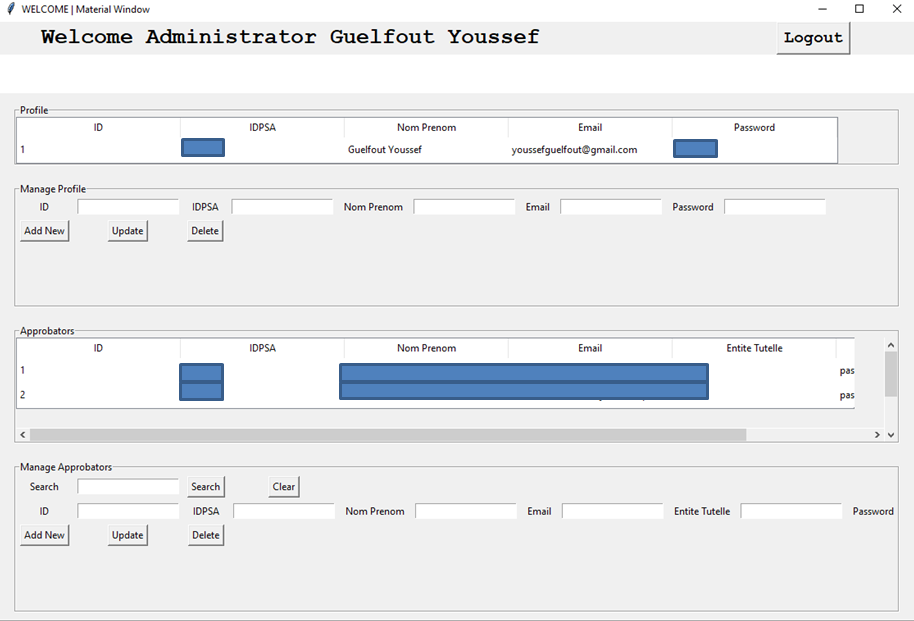 WELCOME | Material Window
Welcome Administrator Guelfout Youssef
Logout
Profile
ID IDPSA Nom Prenom Email Password
1 Guelfout Youssef youssefguelfout@gmail.com
Manage Profile
ID IDPSA Nom Prenom Email Password
Add New Update Delete
Approbators
ID IDPSA Nom Prenom Email Entite Tutelle
1 pas
2 pas
Manage Approbators
Search Search Clear
ID IDPSA Nom Prenom Email Entite Tutelle Password
Add New Update Delete